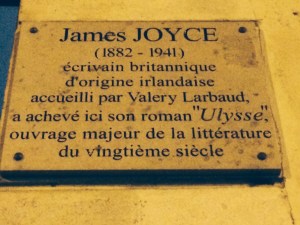 James JOYCE
(1882 - 1941)
écrivain britannique
d'origine irlandaise
accueilli par Valery Larbaud,
a achevé ici son roman "Ulysse",
ouvrage majeur de la littérature
du vingtième siècle